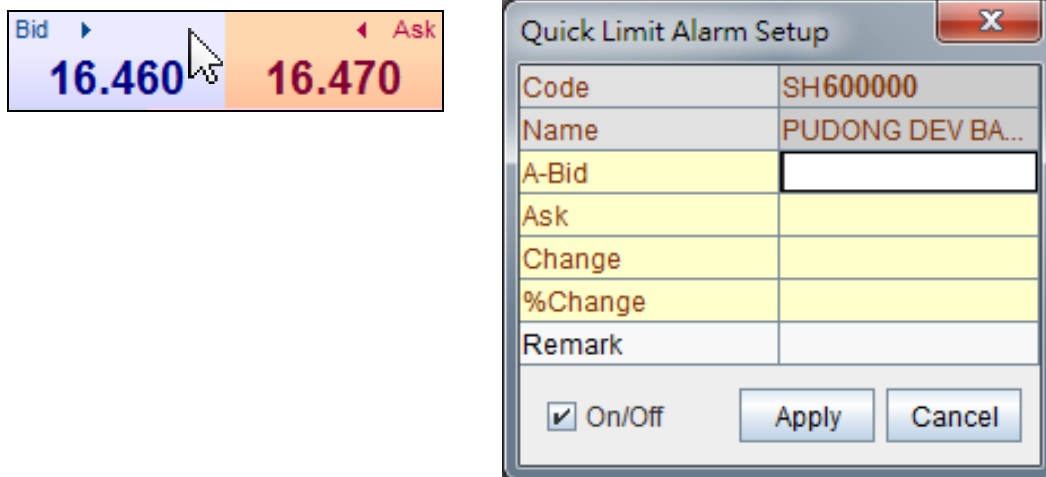 Bid Ask
16.460 16.470
Quick Limit Alarm Setup
Code SH600000
Name PUDONG DEV BA...
A-Bid
Ask
Change
%Change
Remark
On/Off Apply Cancel